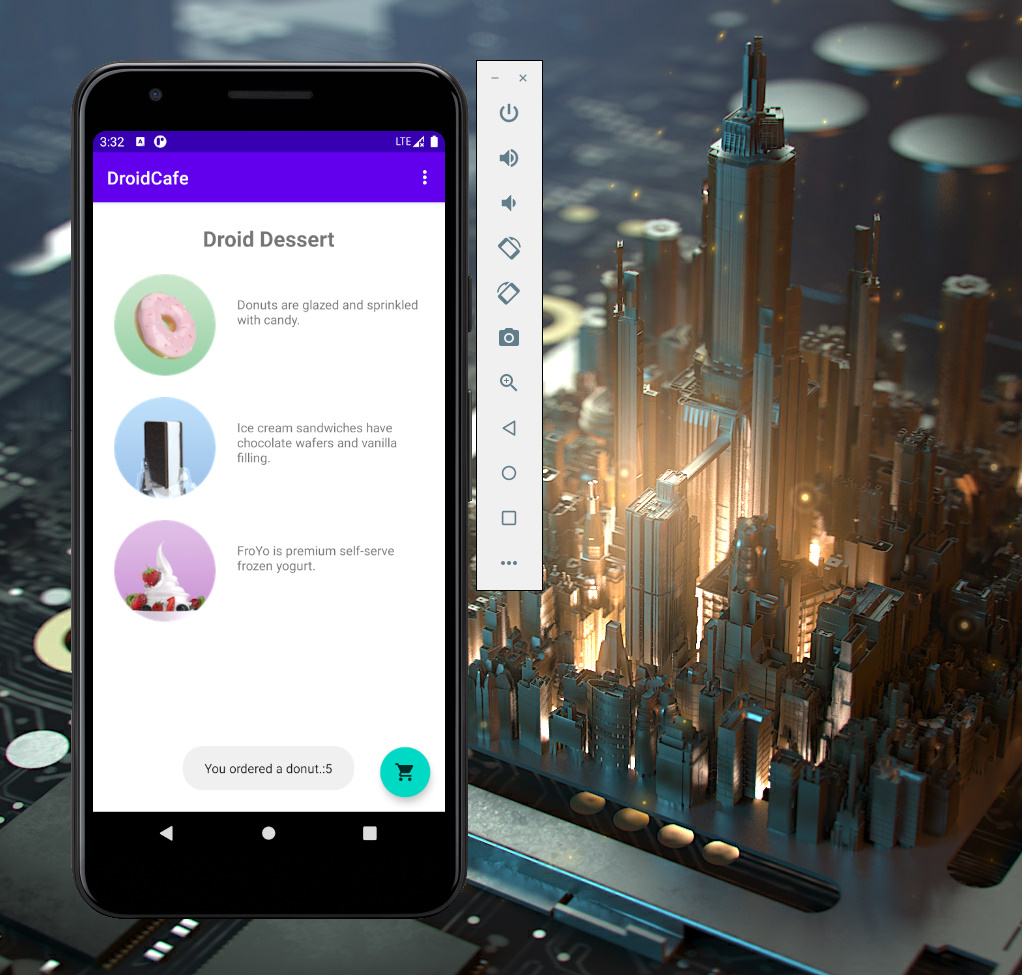 3:32
LTE
DroidCafe
Droid Dessert
Donuts are glazed and sprinkled
with candy.
Ice cream sandwiches have
chocolate wafers and vanilla
filling.
FroYo is premium self-serve
frozen yogurt.
You ordered a donut.:5